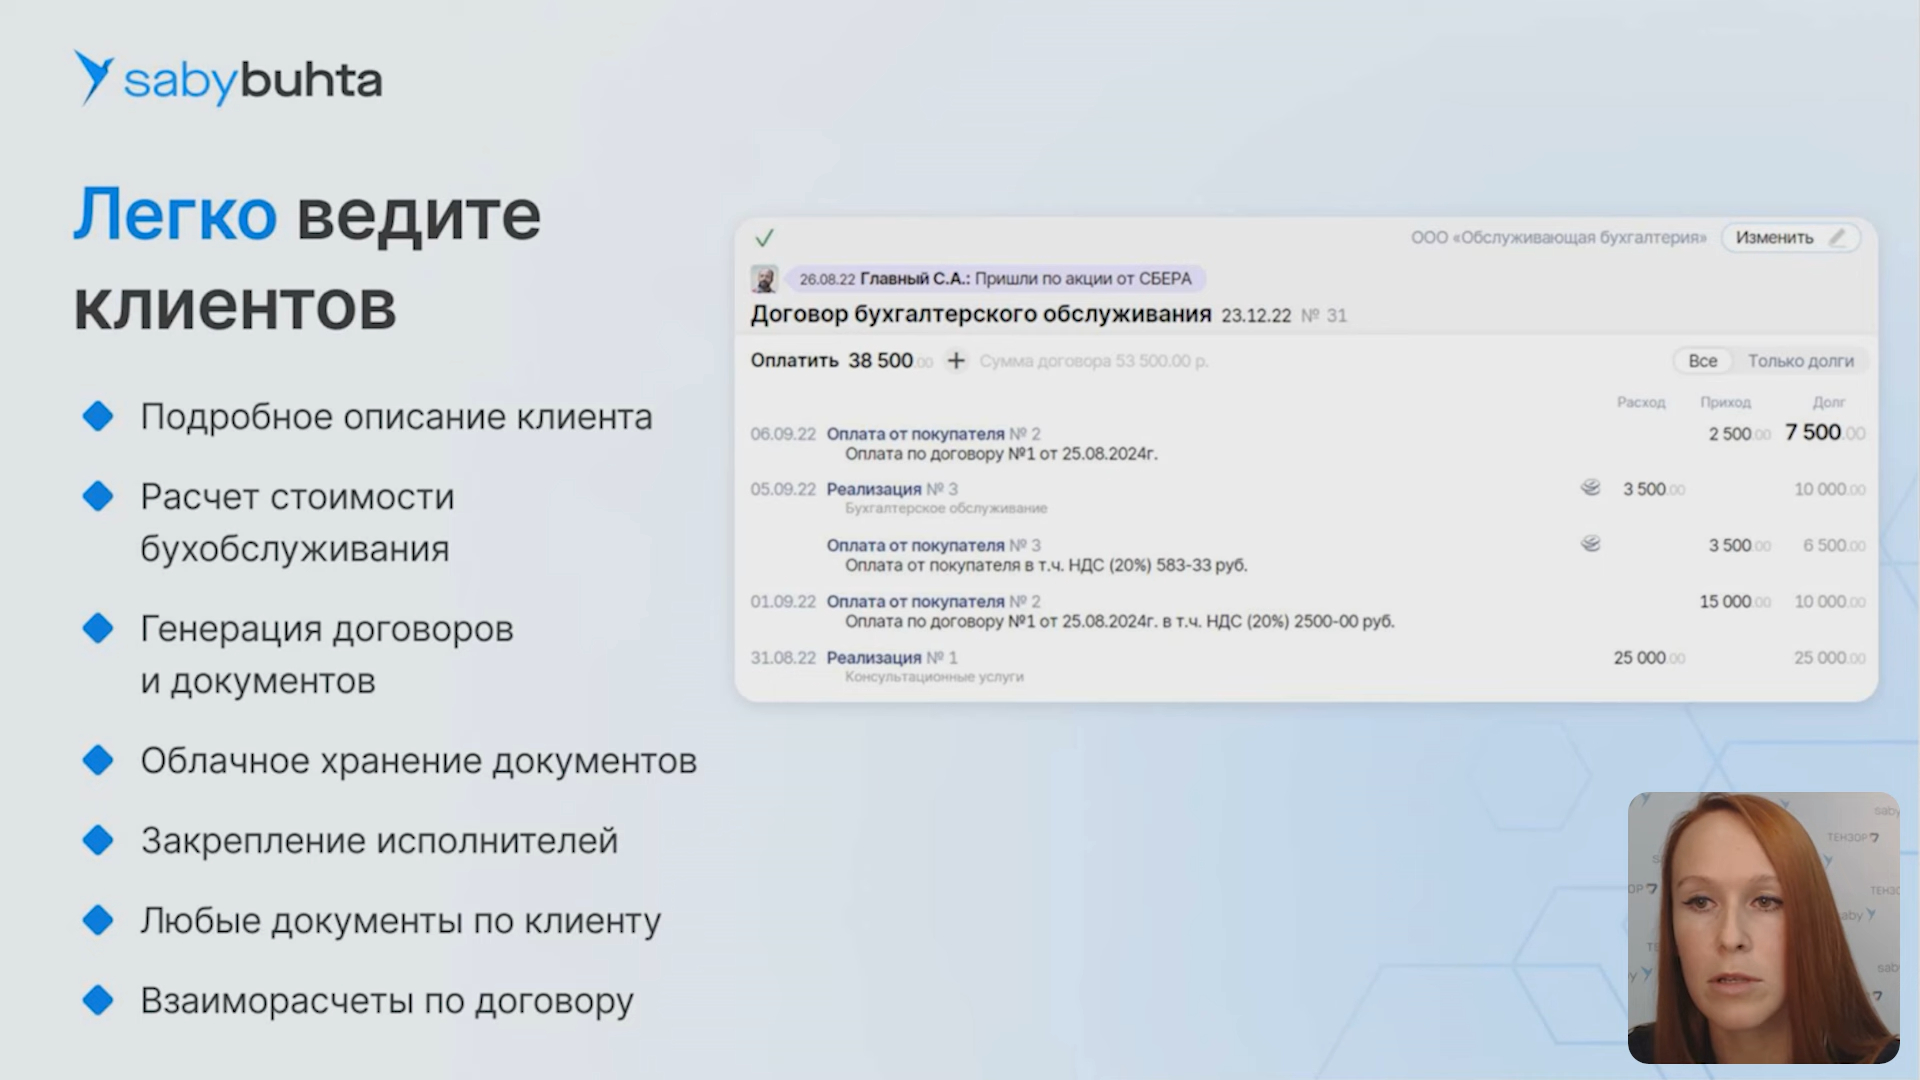 sabybuhta
Легко ведите
клиентов
Подробное описание клиента
Расчет стоимости
бухобслуживания
Генерация договоров
и документов
Облачное хранение документов
Закрепление исполнителей
Любые документы по клиенту
Взаиморасчеты по договору
ООО «Обслуживающая бухгалтерия» Изменить
26.08.22 Главный С.А.: Пришли по акции от СБЕРА
Договор бухгалтерского обслуживания 23.12.22 № 31
Оплатить 38 500.00 + Сумма договора 53 500.00 р. Все Только долги
Расход Приход Долг
06.09.22 Оплата от покупателя № 2 2 500.00 7 500.00
Оплата по договору №1 от 25.08.2024г.
05.09.22 Реализация № 3 3 500.00 10 000.00
Бухгалтерское обслуживание
Оплата от покупателя № 3 3 500.00 6 500.00
Оплата от покупателя в т.ч. НДС (20%) 583-33 руб.
01.09.22 Оплата от покупателя № 2 15 000.00 10 000.00
Оплата по договору №1 от 25.08.2024г. в т.ч. НДС (20%) 2500-00 руб.
31.08.22 Реализация № 1 25 000.00 25 000.00
Консультационные услуги
saby
ТЕНЗОР
saby